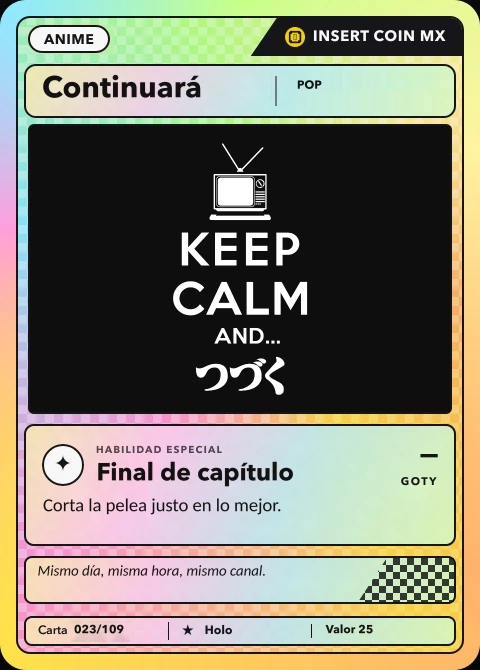 ANIME
INSERT COIN MX
Continuará
POP
KEEP
CALM
AND...
つづく
HABILIDAD ESPECIAL
Final de capítulo
GOTY
Corta la pelea justo en lo mejor.
Mismo día, misma hora, mismo canal.
Carta 023/109 ★ Holo Valor 25